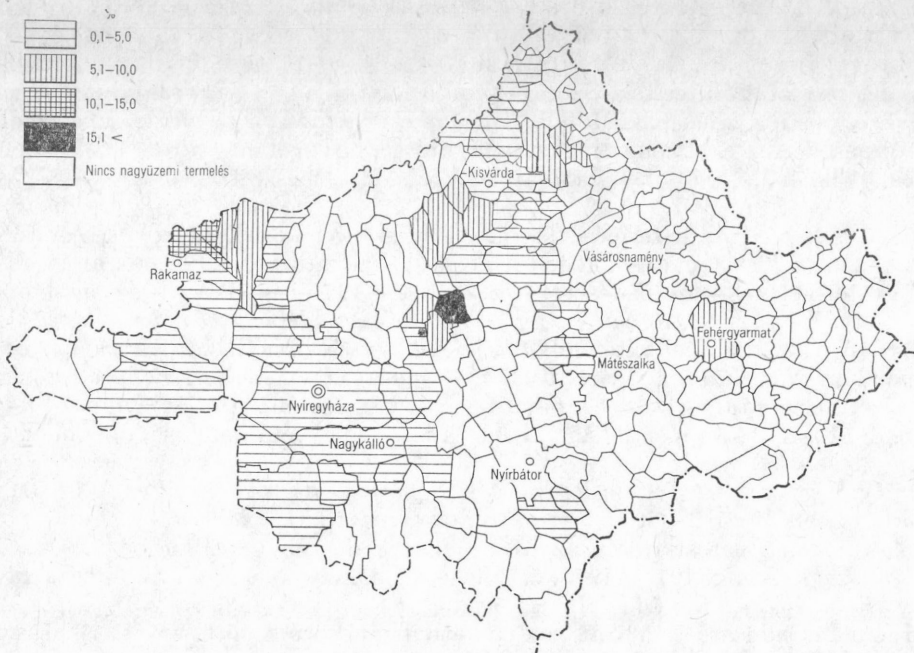 %
0,1–5,0
5,1–10,0
10,1–15,0
15,1 <
Nincs nagyüzemi termelés
Kisvárda
Vásárosnamény
Rakamaz
Fehérgyarmat
Mátészalka
Nyíregyháza
Nagykálló
Nyírbátor